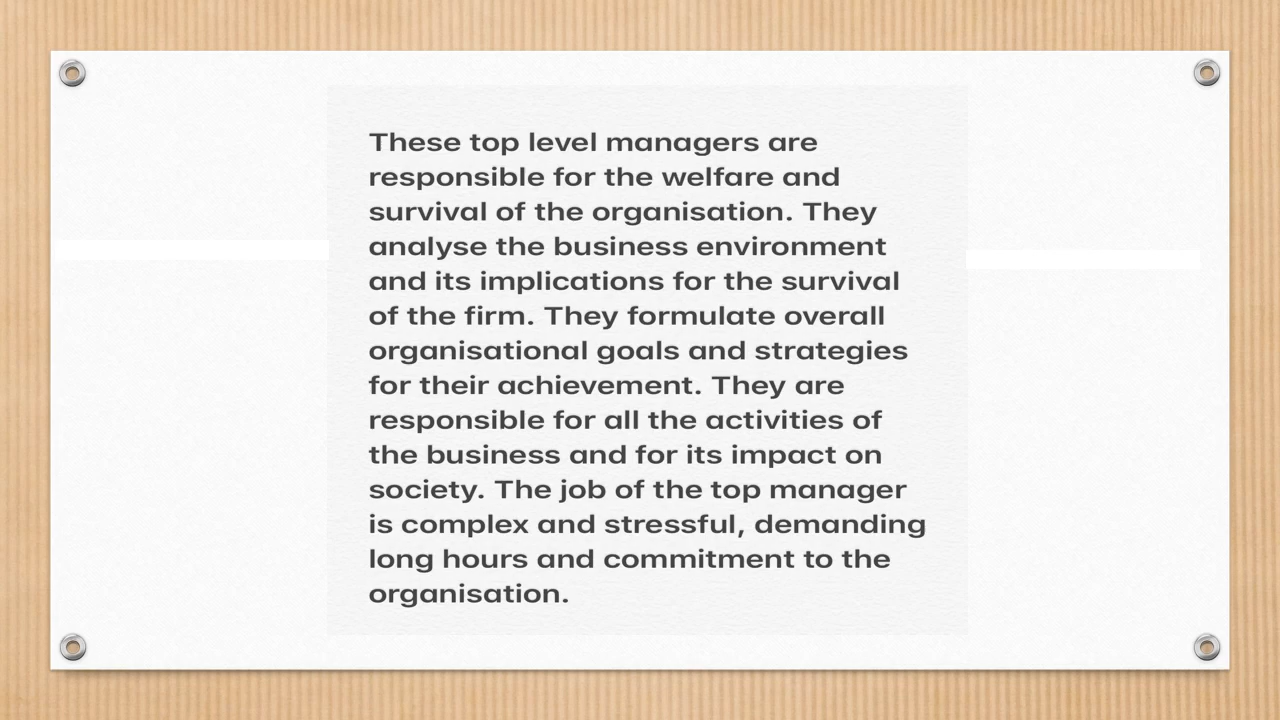 These top level managers are
responsible for the welfare and
survival of the organisation. They
analyse the business environment
and its implications for the survival
of the firm. They formulate overall
organisational goals and strategies
for their achievement. They are
responsible for all the activities of
the business and for its impact on
society. The job of the top manager
is complex and stressful, demanding
long hours and commitment to the
organisation.